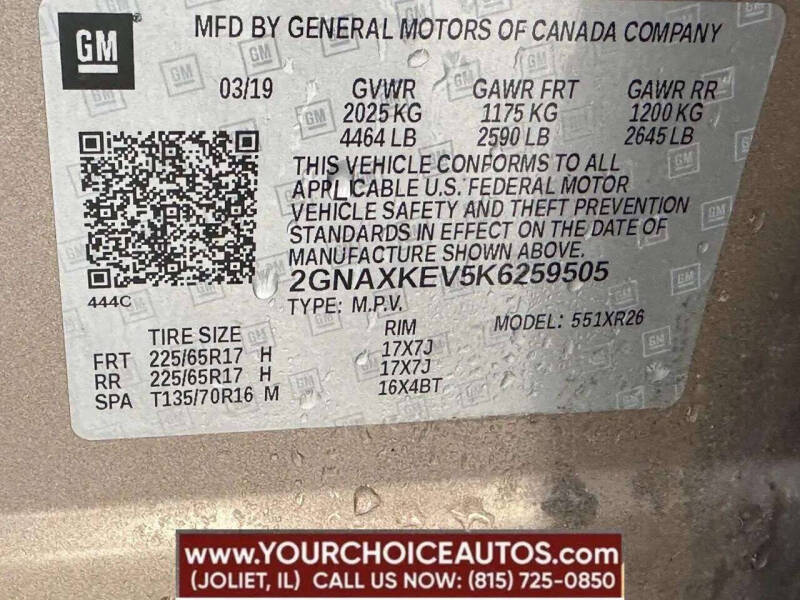 GM
MFD BY GENERAL MOTORS OF CANADA COMPANY
03/19 GVWR GAWR FRT GAWR RR
2025 KG 1175 KG 1200 KG
4464 LB 2590 LB 2645 LB
THIS VEHICLE CONFORMS TO ALL
APPLICABLE U.S. FEDERAL MOTOR
VEHICLE SAFETY AND THEFT PREVENTION
STANDARDS IN EFFECT ON THE DATE OF
MANUFACTURE SHOWN ABOVE.
2GNAXKEV5K6259505
444C
TYPE: M.P.V. MODEL: 551XR26
TIRE SIZE RIM
FRT 225/65R17 H 17X7J
RR 225/65R17 H 17X7J
SPA T135/70R16 M 16X4BT
www.YOURCHOICEAUTOS.com
(JOLIET, IL) CALL US NOW: (815) 725-0850